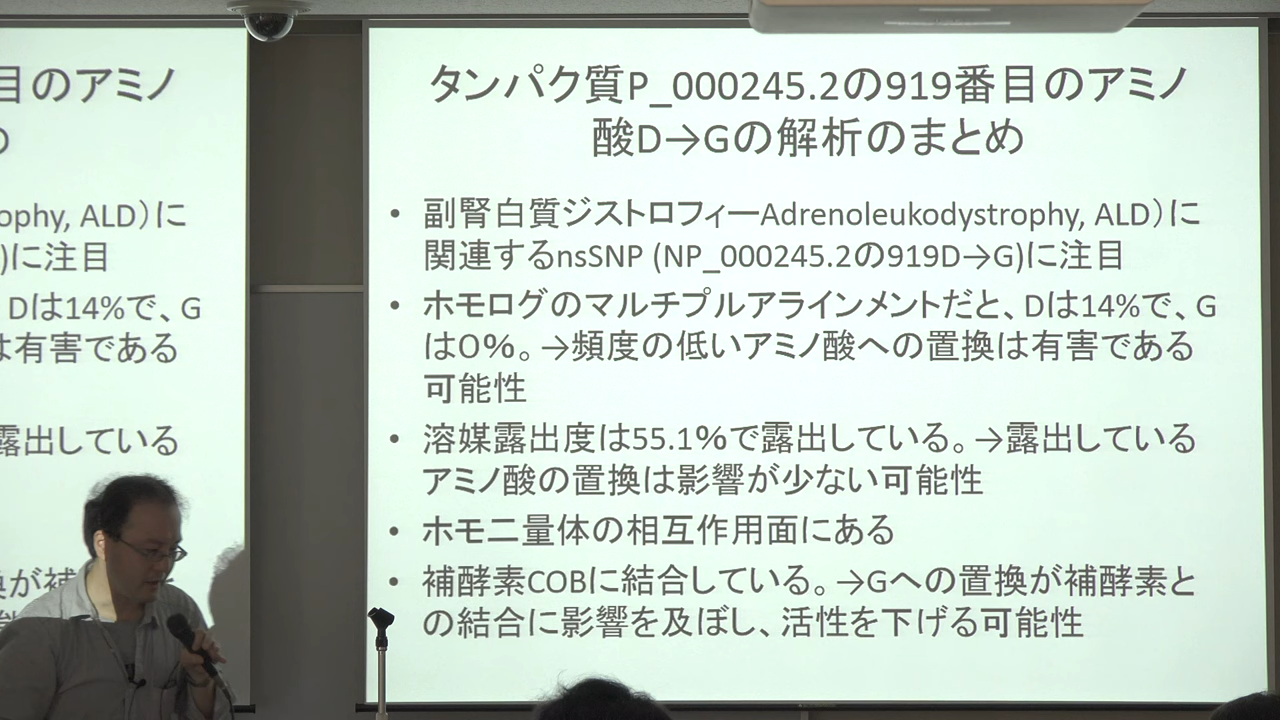 目のアミノ
ophy, ALD）に
)に注目
Dは14%で、G
は有害である
露出している
換が補
タンパク質P_000245.2の919番目のアミノ
酸D→Gの解析のまとめ
• 副腎白質ジストロフィーAdrenoleukodystrophy, ALD）に
関連するnsSNP (NP_000245.2の919D→G)に注目
• ホモログのマルチプルアラインメントだと、Dは14%で、G
はO%。→頻度の低いアミノ酸への置換は有害である
可能性
• 溶媒露出度は55.1%で露出している。→露出している
アミノ酸の置換は影響が少ない可能性
• ホモ二量体の相互作用面にある
• 補酵素COBに結合している。→Gへの置換が補酵素と
の結合に影響を及ぼし、活性を下げる可能性